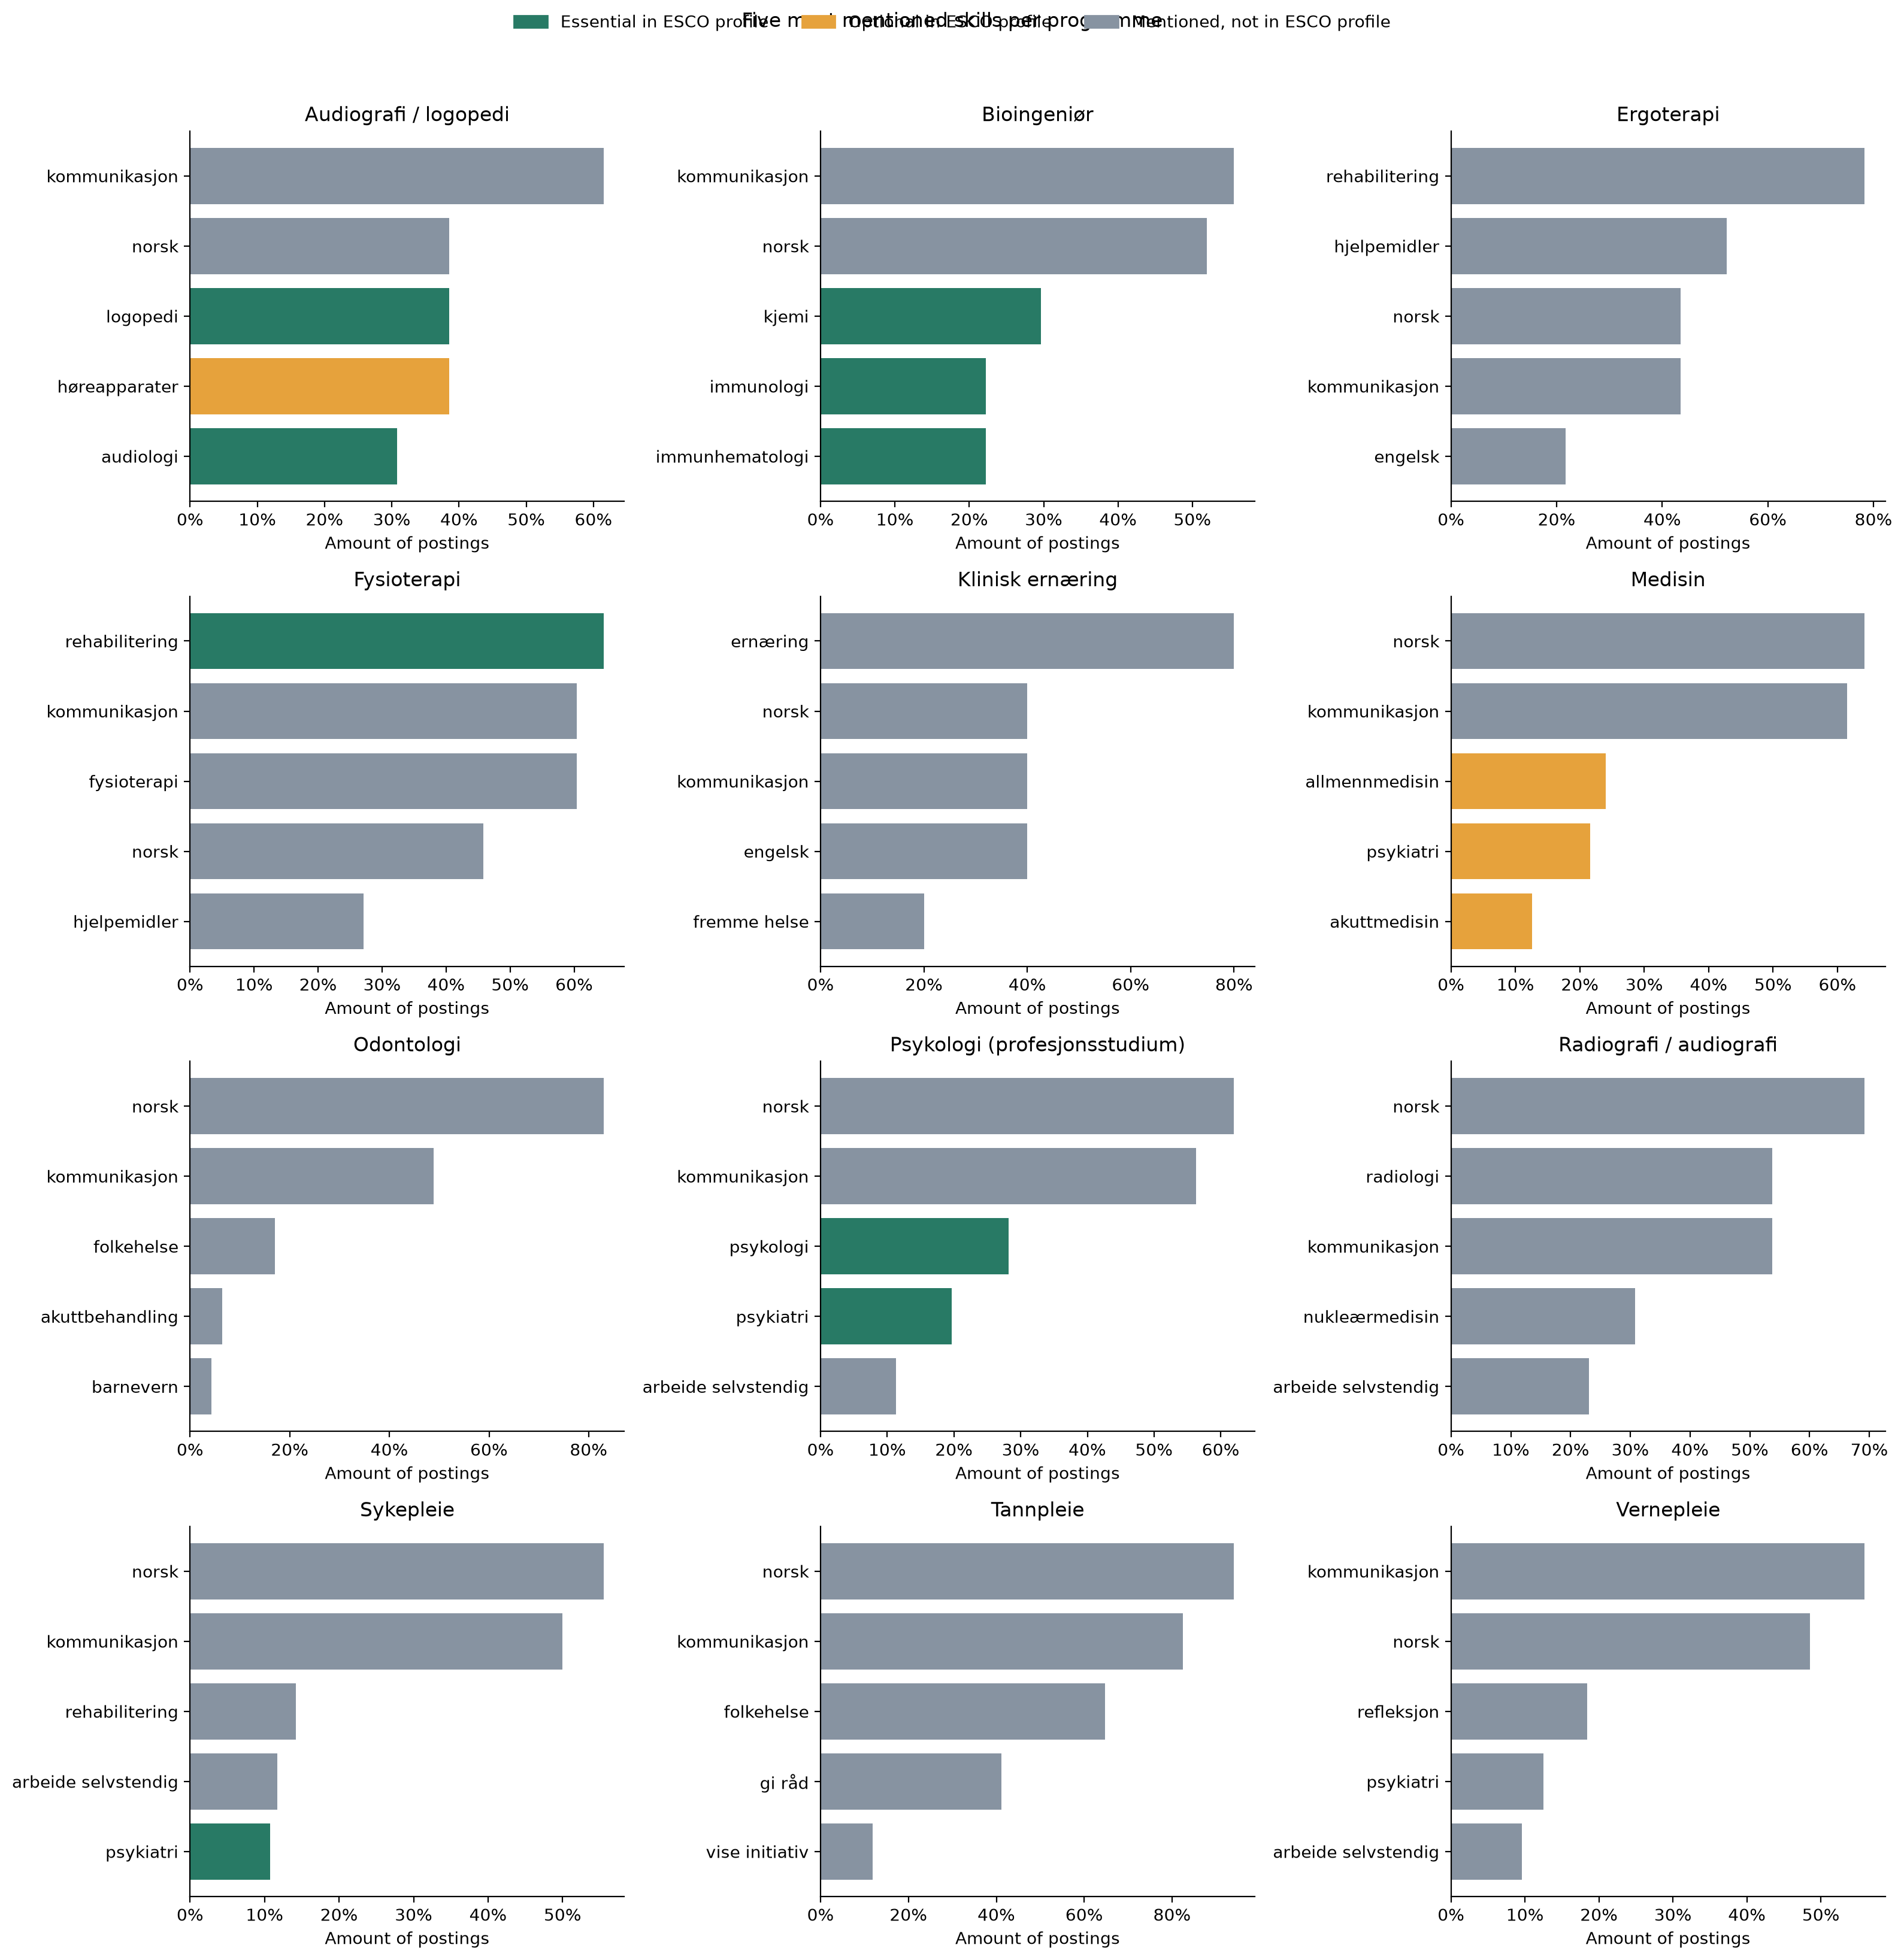 Five most mentioned skills per programme
Essential in ESCO profile Optional in ESCO profile Mentioned, not in ESCO profile
Audiografi / logopedi
kommunikasjon
norsk
logopedi
høreapparater
audiologi
0% 10% 20% 30% 40% 50% 60%
Amount of postings
Bioingeniør
kommunikasjon
norsk
kjemi
immunologi
immunhematologi
0% 10% 20% 30% 40% 50%
Amount of postings
Ergoterapi
rehabilitering
hjelpemidler
norsk
kommunikasjon
engelsk
0% 20% 40% 60% 80%
Amount of postings
Fysioterapi
rehabilitering
kommunikasjon
fysioterapi
norsk
hjelpemidler
0% 10% 20% 30% 40% 50% 60%
Amount of postings
Klinisk ernæring
ernæring
norsk
kommunikasjon
engelsk
fremme helse
0% 20% 40% 60% 80%
Amount of postings
Medisin
norsk
kommunikasjon
allmennmedisin
psykiatri
akuttmedisin
0% 10% 20% 30% 40% 50% 60%
Amount of postings
Odontologi
norsk
kommunikasjon
folkehelse
akuttbehandling
barnevern
0% 20% 40% 60% 80%
Amount of postings
Psykologi (profesjonsstudium)
norsk
kommunikasjon
psykologi
psykiatri
arbeide selvstendig
0% 10% 20% 30% 40% 50% 60%
Amount of postings
Radiografi / audiografi
norsk
radiologi
kommunikasjon
nukleærmedisin
arbeide selvstendig
0% 10% 20% 30% 40% 50% 60% 70%
Amount of postings
Sykepleie
norsk
kommunikasjon
rehabilitering
arbeide selvstendig
psykiatri
0% 10% 20% 30% 40% 50%
Amount of postings
Tannpleie
norsk
kommunikasjon
folkehelse
gi råd
vise initiativ
0% 20% 40% 60% 80%
Amount of postings
Vernepleie
kommunikasjon
norsk
refleksjon
psykiatri
arbeide selvstendig
0% 10% 20% 30% 40% 50%
Amount of postings